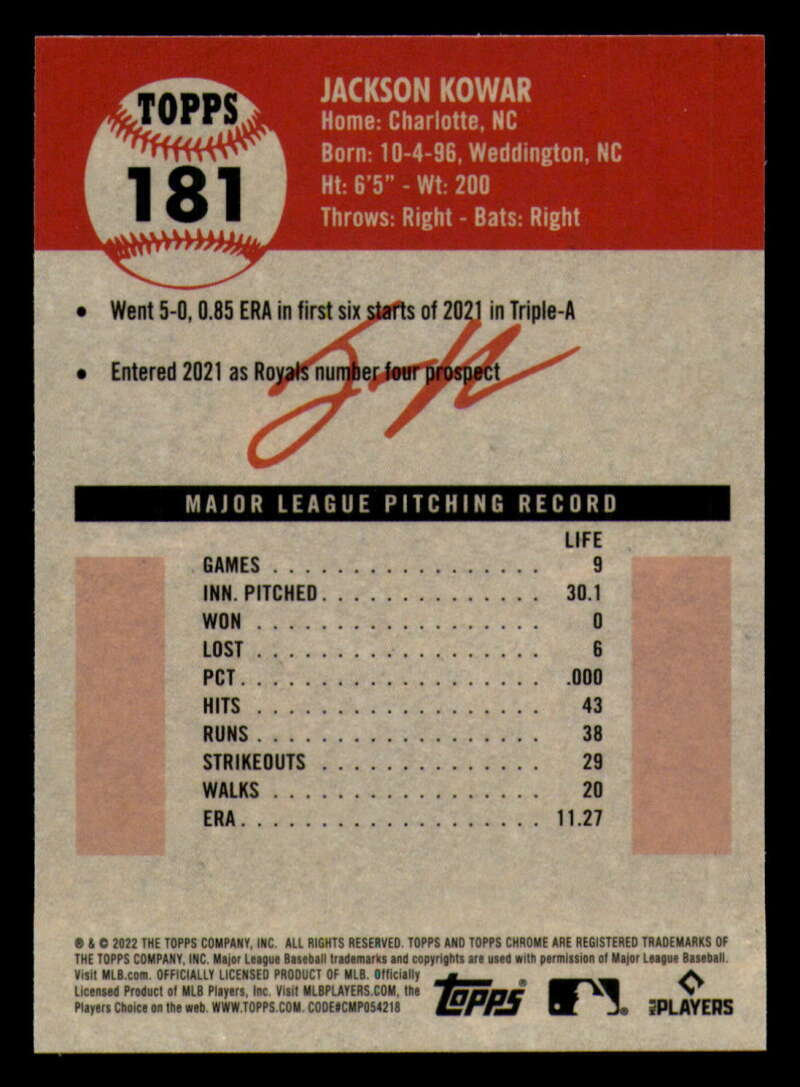 TOPPS
181
JACKSON KOWAR
Home: Charlotte, NC
Born: 10-4-96, Weddington, NC
Ht: 6'5" - Wt: 200
Throws: Right - Bats: Right
• Went 5-0, 0.85 ERA in first six starts of 2021 in Triple-A
• Entered 2021 as Royals number four prospect
MAJOR LEAGUE PITCHING RECORD
LIFE
GAMES . . . . . . . . . . . . . . . . . 9
INN. PITCHED. . . . . . . . . . . . . . 30.1
WON . . . . . . . . . . . . . . . . . . 0
LOST . . . . . . . . . . . . . . . . . . 6
PCT. . . . . . . . . . . . . . . . . . . .000
HITS . . . . . . . . . . . . . . . . . . 43
RUNS . . . . . . . . . . . . . . . . . . 38
STRIKEOUTS . . . . . . . . . . . . . . 29
WALKS . . . . . . . . . . . . . . . . . 20
ERA. . . . . . . . . . . . . . . . . . . 11.27
® & © 2022 THE TOPPS COMPANY, INC. ALL RIGHTS RESERVED. TOPPS AND TOPPS CHROME ARE REGISTERED TRADEMARKS OF
THE TOPPS COMPANY, INC. Major League Baseball trademarks and copyrights are used with permission of Major League Baseball.
Visit MLB.com. OFFICIALLY LICENSED PRODUCT OF MLB. Officially
Licensed Product of MLB Players, Inc. Visit MLBPLAYERS.COM, the
Players Choice on the web. WWW.TOPPS.COM. CODE#CMP054218
Topps®
MLB PLAYERS